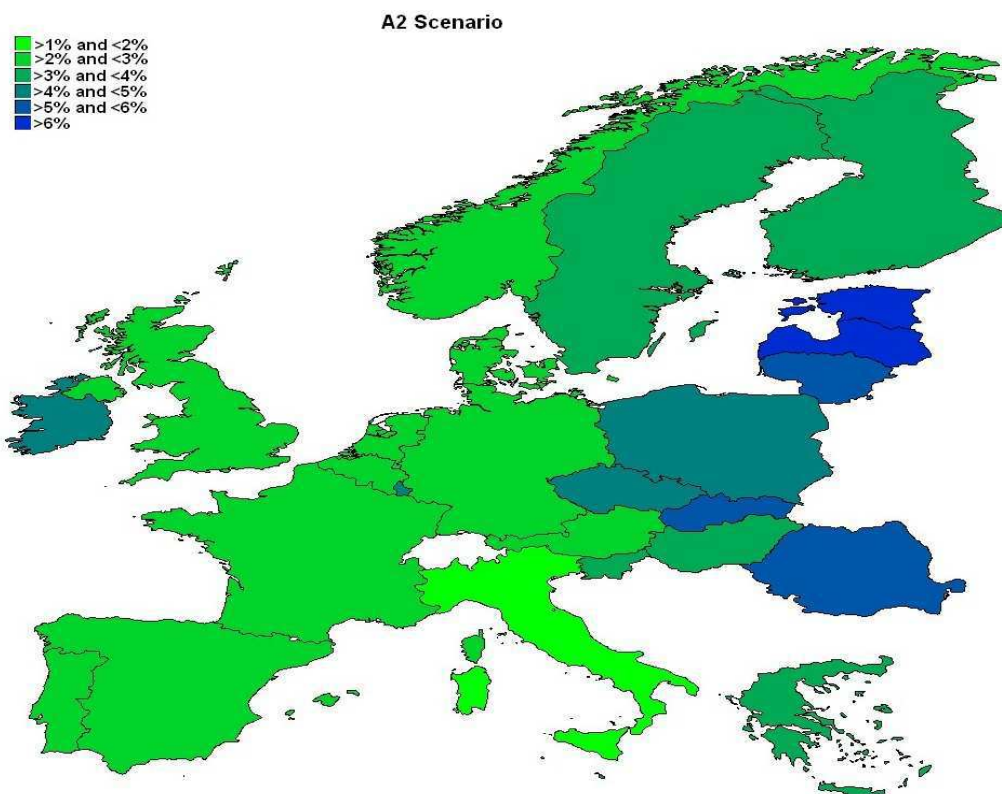 A2 Scenario
>1% and <2%
>2% and <3%
>3% and <4%
>4% and <5%
>5% and <6%
>6%